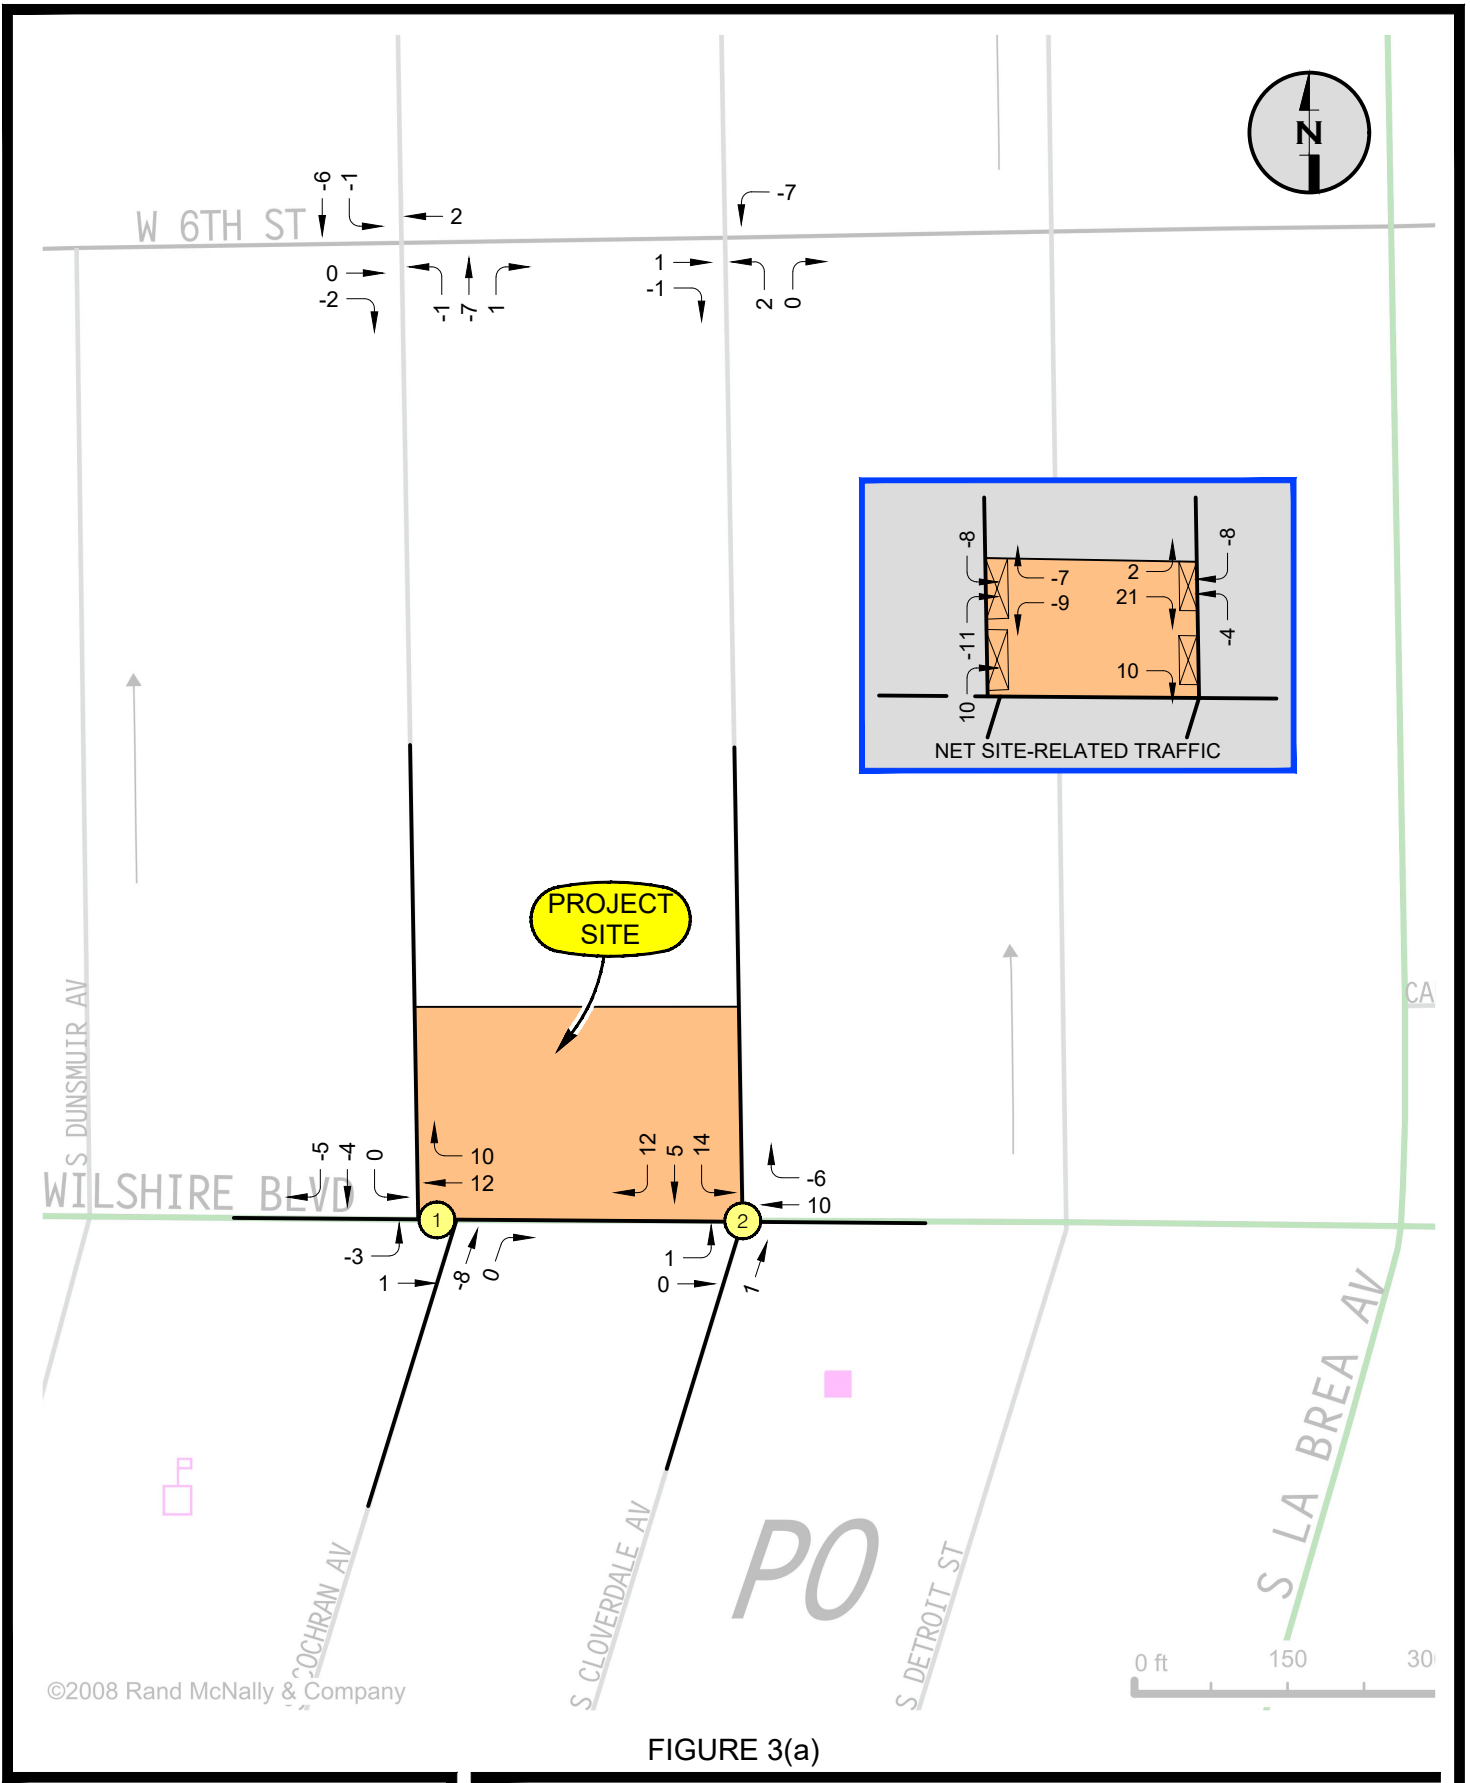 N
-6
-1
2
-7
W 6TH ST
0
-2
-1
-7
1
1
-1
2
0
-8
-7
-9
-11
10
2
21
10
-8
-4
NET SITE-RELATED TRAFFIC
PROJECT
SITE
CA
S DUNSMUIR AV
WILSHIRE BLVD
-5
-4
0
10
12
12
5
14
-6
10
1
2
-3
1
-8
0
1
0
1
S LA BREA AV
PO
COCHRAN AV
S CLOVERDALE AV
S DETROIT ST
0 ft
150
©2008 Rand McNally & Company
FIGURE 3(a)